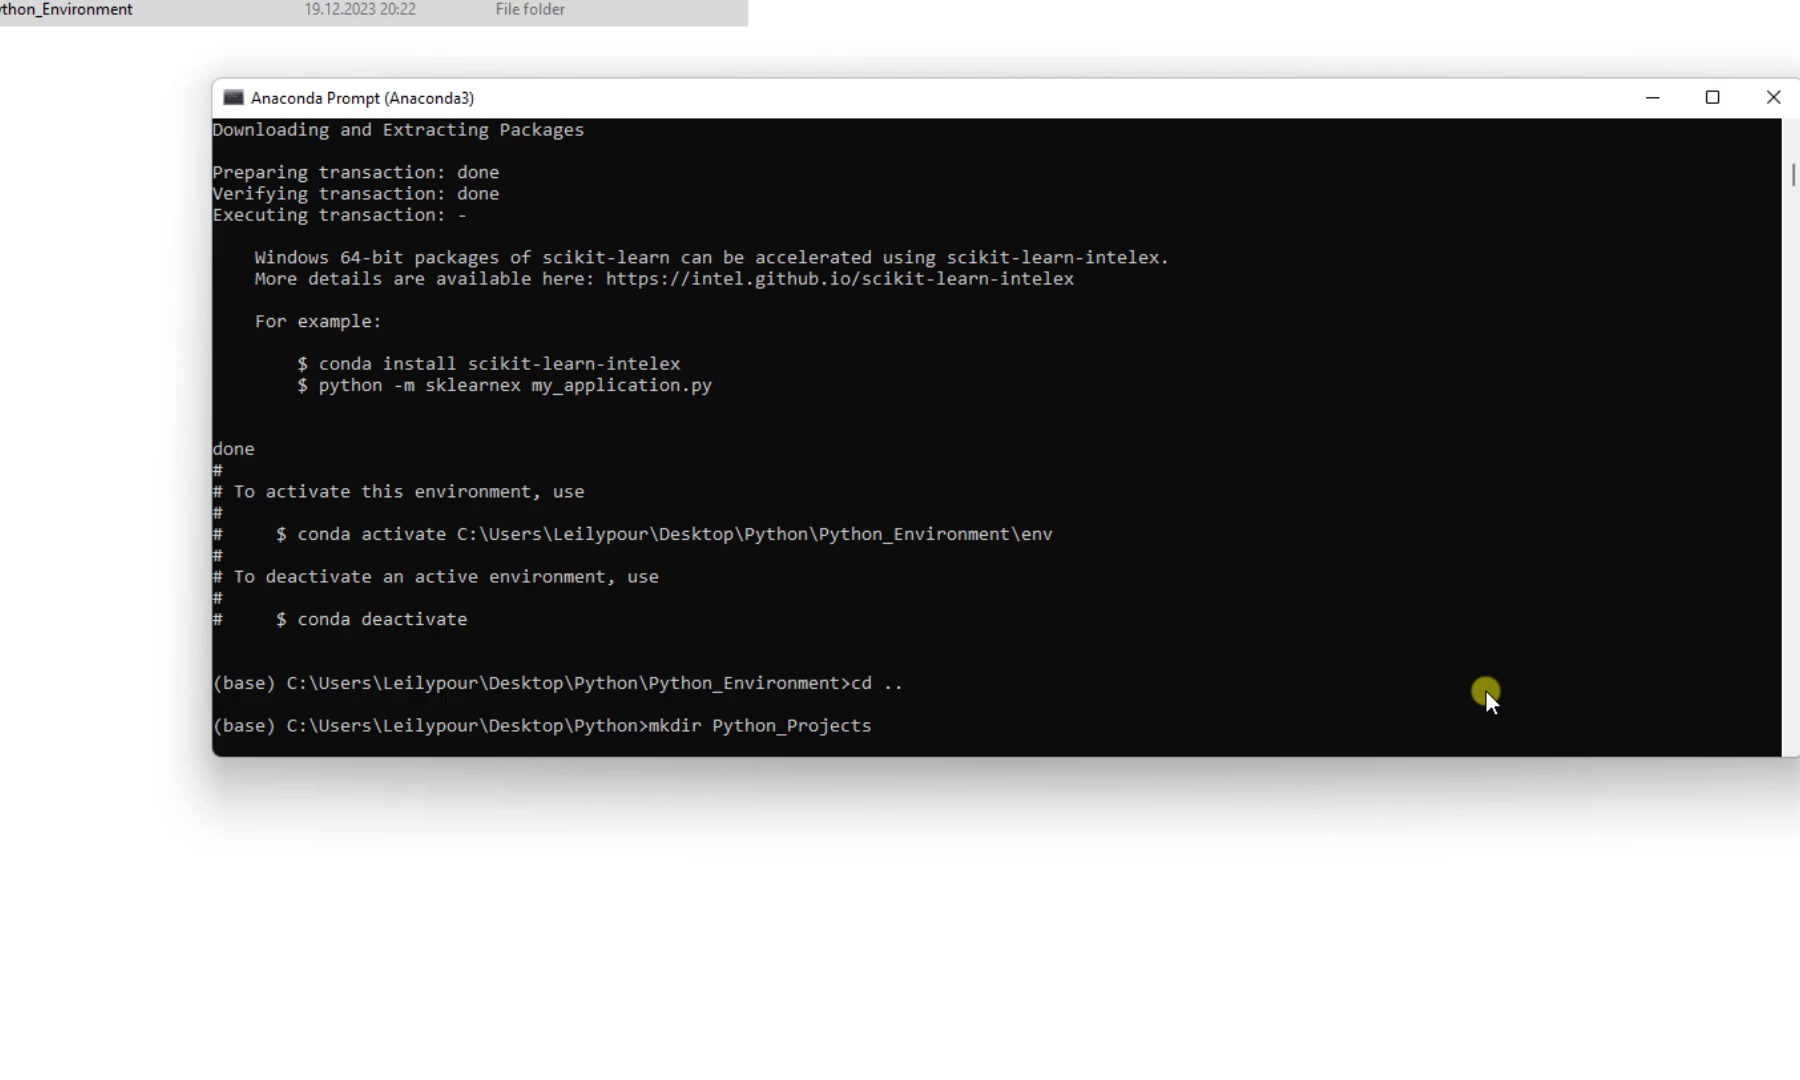 ython_Environment 19.12.2023 20:22 File folder
Anaconda Prompt (Anaconda3)
Downloading and Extracting Packages
Preparing transaction: done
Verifying transaction: done
Executing transaction: -
Windows 64-bit packages of scikit-learn can be accelerated using scikit-learn-intelex.
More details are available here: https://intel.github.io/scikit-learn-intelex
For example:
$ conda install scikit-learn-intelex
$ python -m sklearnex my_application.py
done
#
# To activate this environment, use
#
#     $ conda activate C:\Users\Leilypour\Desktop\Python\Python_Environment\env
#
# To deactivate an active environment, use
#
#     $ conda deactivate
(base) C:\Users\Leilypour\Desktop\Python\Python_Environment>cd ..
(base) C:\Users\Leilypour\Desktop\Python>mkdir Python_Projects